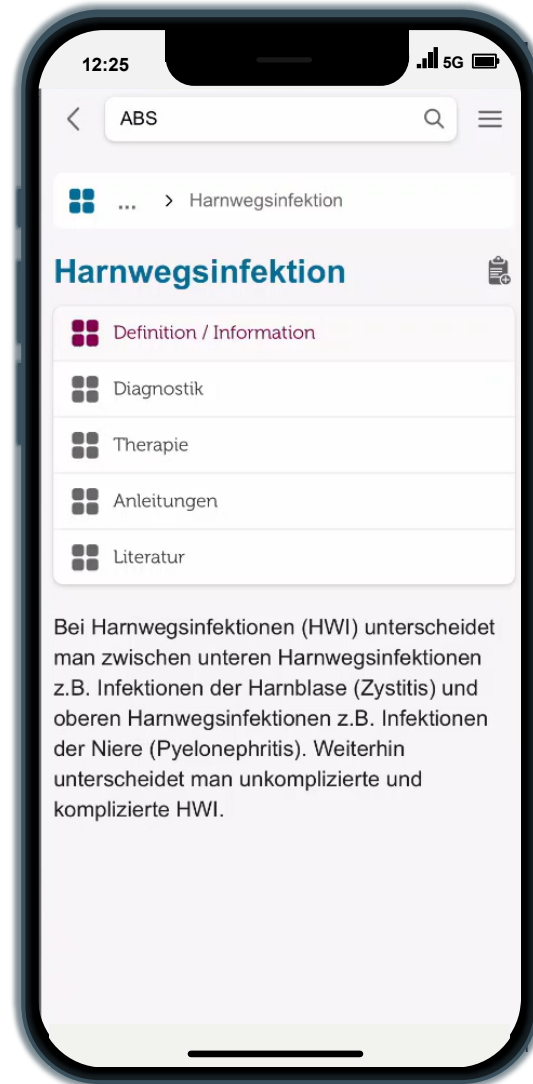 12:25
5G
ABS
... > Harnwegsinfektion
Harnwegsinfektion
Definition / Information
Diagnostik
Therapie
Anleitungen
Literatur
Bei Harnwegsinfektionen (HWI) unterscheidet
man zwischen unteren Harnwegsinfektionen
z.B. Infektionen der Harnblase (Zystitis) und
oberen Harnwegsinfektionen z.B. Infektionen
der Niere (Pyelonephritis). Weiterhin
unterscheidet man unkomplizierte und
komplizierte HWI.